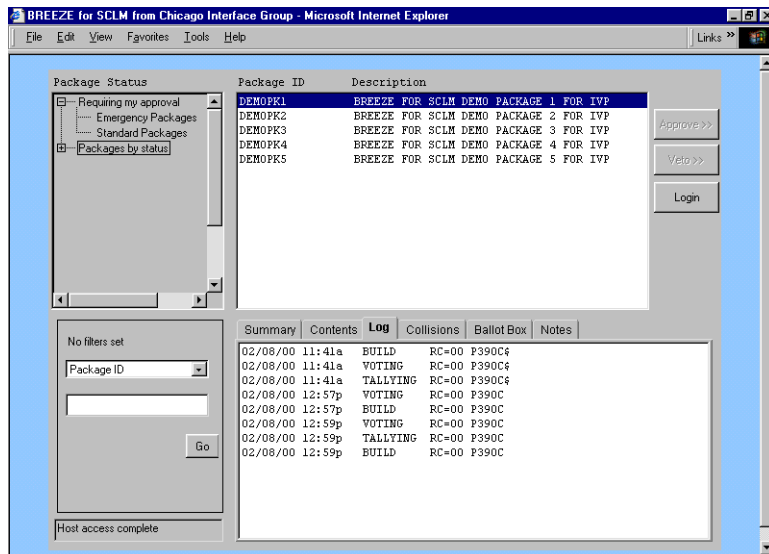 BREEZE for SCLM from Chicago Interface Group - Microsoft Internet Explorer
File Edit View Favorites Tools Help Links »
Package Status
Requiring my approval
Emergency Packages
Standard Packages
Packages by status
Package ID Description
DEMOPK1 BREEZE FOR SCLM DEMO PACKAGE 1 FOR IVP
DEMOPK2 BREEZE FOR SCLM DEMO PACKAGE 2 FOR IVP
DEMOPK3 BREEZE FOR SCLM DEMO PACKAGE 3 FOR IVP
DEMOPK4 BREEZE FOR SCLM DEMO PACKAGE 4 FOR IVP
DEMOPK5 BREEZE FOR SCLM DEMO PACKAGE 5 FOR IVP
Approve >>
Veto >>
Login
No filters set
Package ID
Go
Host access complete
Summary Contents Log Collisions Ballot Box Notes
02/08/00 11:41a BUILD RC=00 P390C$
02/08/00 11:41a VOTING RC=00 P390C$
02/08/00 11:41a TALLYING RC=00 P390C$
02/08/00 12:57p VOTING RC=00 P390C
02/08/00 12:57p BUILD RC=00 P390C
02/08/00 12:59p VOTING RC=00 P390C
02/08/00 12:59p TALLYING RC=00 P390C
02/08/00 12:59p BUILD RC=00 P390C